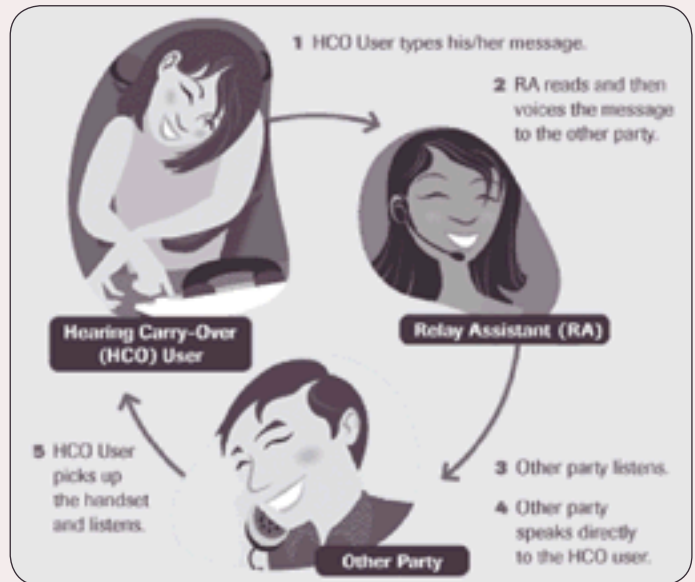 1 HCO User types his/her message.
2 RA reads and then
voices the message
to the other party.
Hearing Carry-Over
(HCO) User
Relay Assistant (RA)
3 Other party listens.
4 Other party
speaks directly
to the HCO user.
5 HCO User
picks up
the handset
and listens.
Other Party